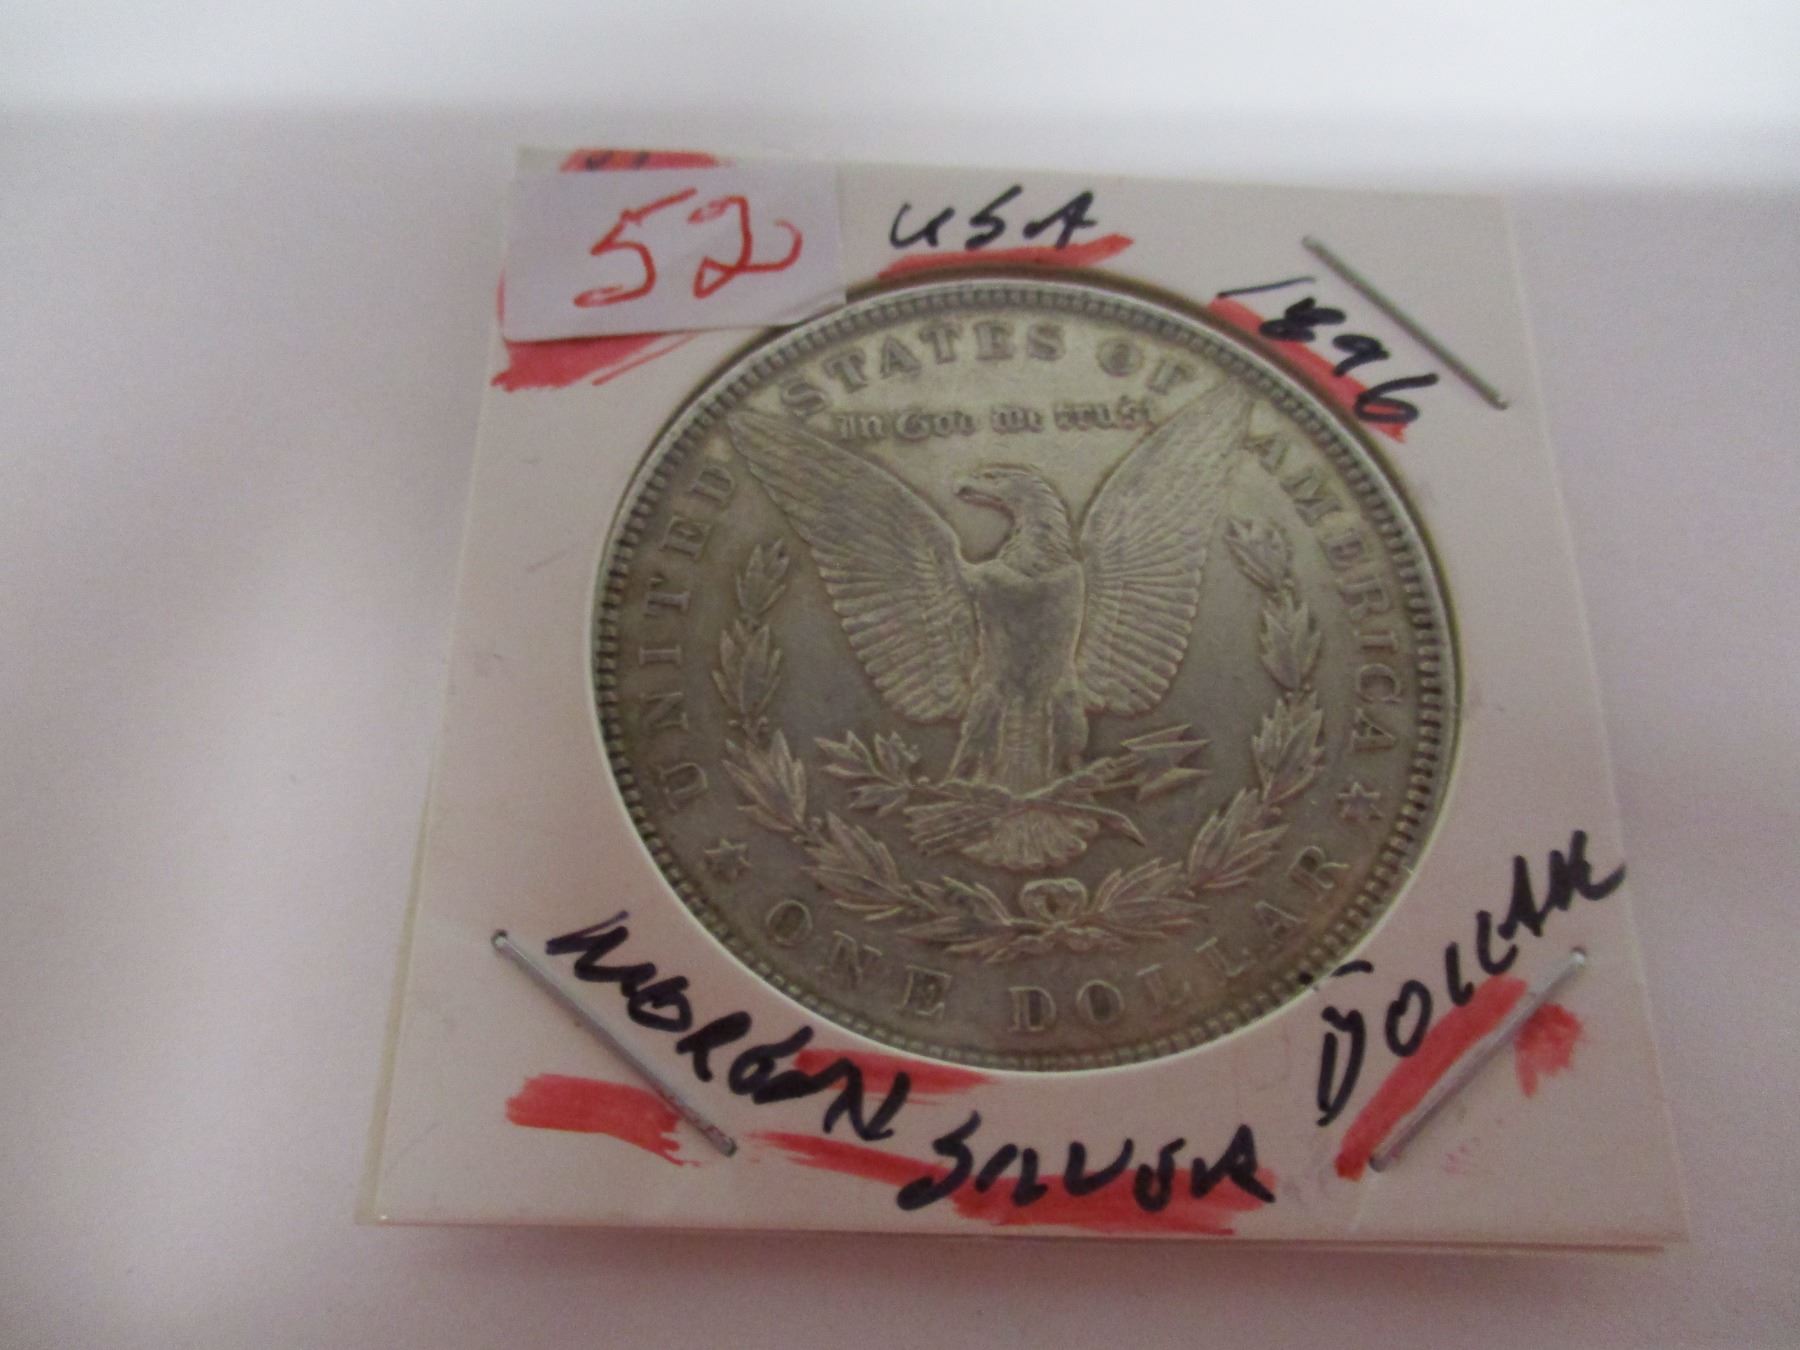 52
USA
1896
UNITED STATES OF AMERICA
In God we trust
ONE DOLLAR
MORGAN SILVER DOLLAR